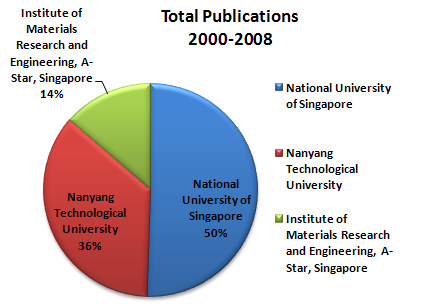 Total Publications
2000-2008
Institute of
Materials
Research and
Engineering, A-
Star, Singapore
14%
Nanyang
Technological
University
36%
National
University of
Singapore
50%
National University
of Singapore
Nanyang
Technological
University
Institute of
Materials Research
and Engineering, A-
Star, Singapore